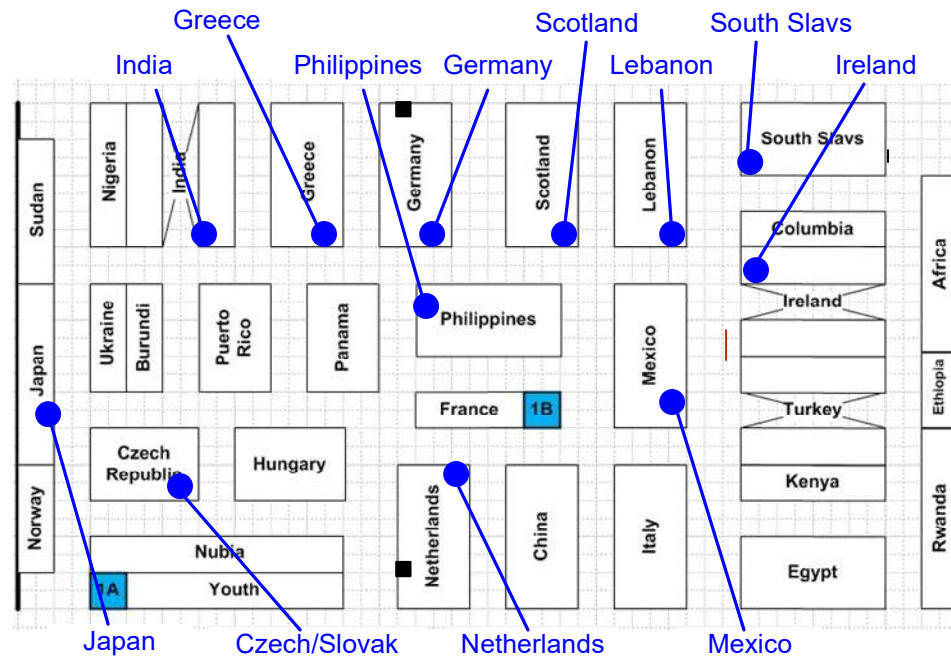 Greece
Scotland
South Slavs
India
Philippines
Germany
Lebanon
Ireland
Sudan
Nigeria
India
Greece
Germany
Scotland
Lebanon
South Slavs
Columbia
Africa
Ireland
Japan
Ukraine
Burundi
Puerto
Rico
Panama
Philippines
Mexico
Ethiopia
France
1B
Turkey
Czech
Republic
Hungary
Kenya
Norway
Nubia
Netherlands
China
Italy
Rwanda
1A
Youth
Egypt
Japan
Czech/Slovak
Netherlands
Mexico